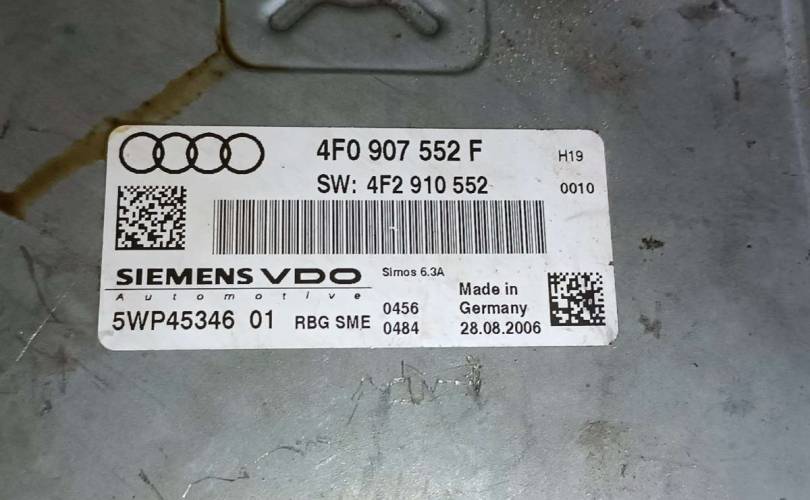 4F0 907 552 F
H19
SW: 4F2 910 552
0010
SIEMENS VDO
Automotive
Simos 6.3A
5WP45346 01
RBG SME
0456
0484
Made in
Germany
28.08.2006